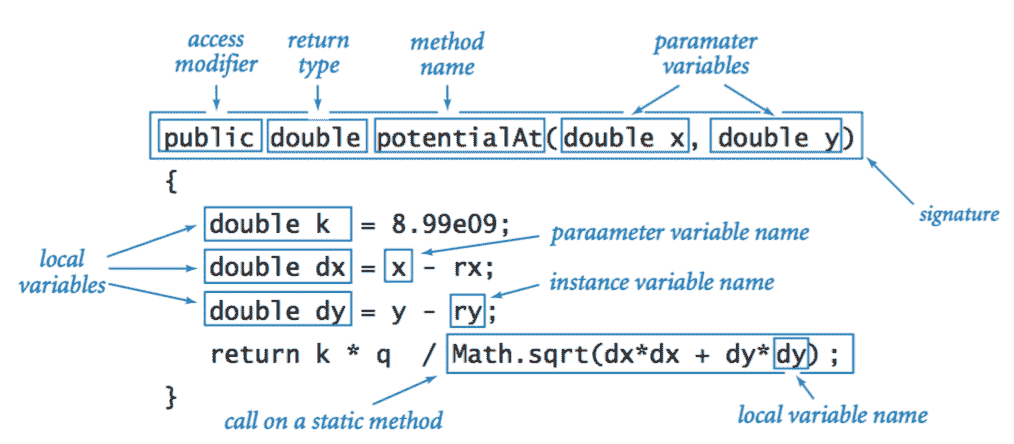 access modifier
return type
method name
paramater variables
public double potentialAt(double x, double y)
signature
{
double k = 8.99e09;
paraameter variable name
local variables
double dx = x - rx;
instance variable name
double dy = y - ry;
return k * q / Math.sqrt(dx*dx + dy*dy) ;
}
call on a static method
local variable name